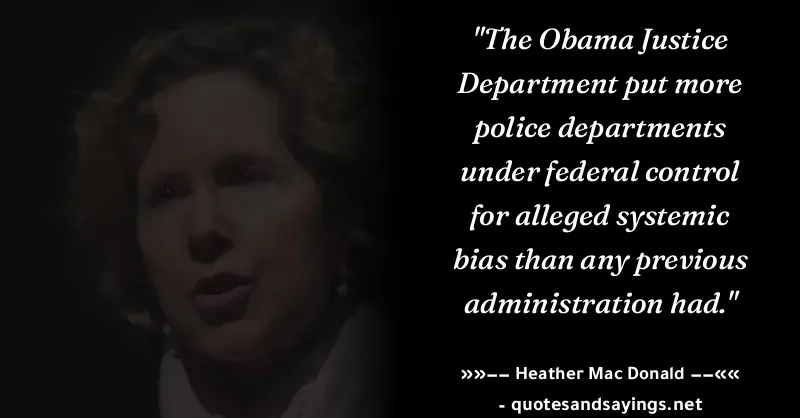 "The Obama Justice
Department put more
police departments
under federal control
for alleged systemic
bias than any previous
administration had."
»»–– Heather Mac Donald ––««
- quotesandsayings.net